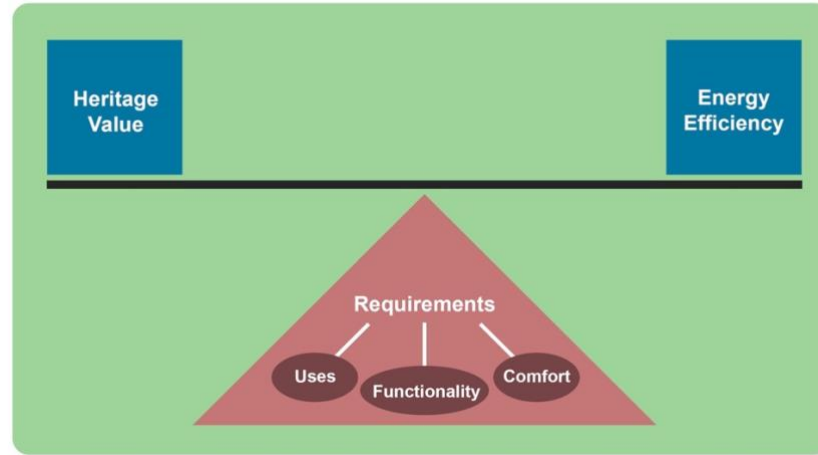 Heritage
Value
Energy
Efficiency
Requirements
Uses
Functionality
Comfort